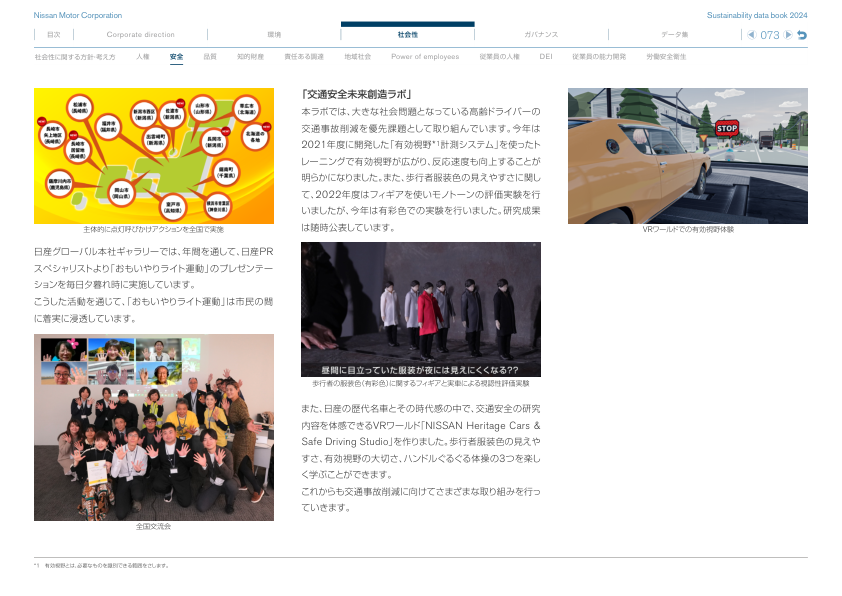 Nissan Motor Corporation
Sustainability data book 2024
目次
Corporate direction
環境
社会性
ガバナンス
データ集
073
社会性に関する方針・考え方
人権
安全
品質
知的財産
責任ある調達
地域社会
Power of employees
従業員の人権
DEI
従業員の能力開発
労働安全衛生
主体的に点灯呼びかけアクションを全国で実施
日産グローバル本社ギャラリーでは、年間を通して、日産PR
スペシャリストより「おもいやりライト運動」のプレゼンテー
ションを毎日夕暮れ時に実施しています。
こうした活動を通じて、「おもいやりライト運動」は市民の間
に着実に浸透しています。
全国交流会
「交通安全未来創造ラボ」
本ラボでは、大きな社会問題となっている高齢ドライバーの
交通事故削減を優先課題として取り組んでいます。今年は
2021年度に開発した「有効視野*1計測システム」を使ったト
レーニングで有効視野が広がり、反応速度も向上することが
明らかになりました。また、歩行者服装色の見えやすさに関し
て、2022年度はフィギアを使いモノトーンの評価実験を行
いましたが、今年は有彩色での実験を行いました。研究成果
は随時公表しています。
昼間に目立っていた服装が夜には見えにくくなる??
歩行者の服装色(有彩色)に関するフィギアと実車による視認性評価実験
また、日産の歴代名車とその時代感の中で、交通安全の研究
内容を体感できるVRワールド「NISSAN Heritage Cars &
Safe Driving Studio」を作りました。歩行者服装色の見えや
すさ、有効視野の大切さ、ハンドルぐるぐる体操の3つを楽し
く学ぶことができます。
これからも交通事故削減に向けてさまざまな取り組みを行っ
ていきます。
STOP
VRワールドでの有効視野体験
*1 有効視野とは、必要なものを識別できる範囲をさします。